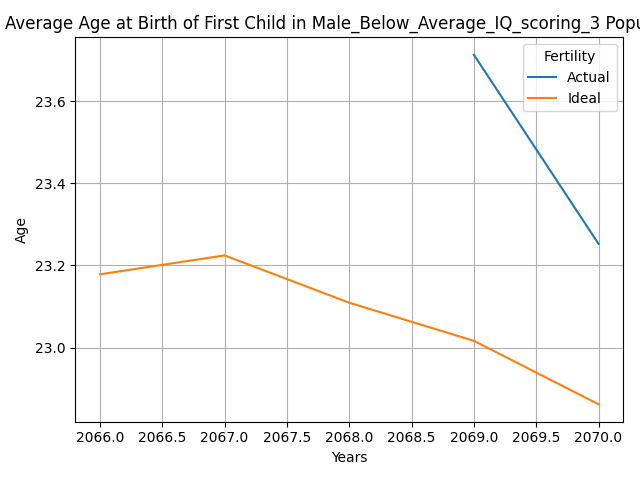 Average Age at Birth of First Child in Male_Below_Average_IQ_scoring_3 Popu
Fertility
Actual
Ideal
23.6
23.4
23.2
23.0
Age
2066.0 2066.5 2067.0 2067.5 2068.0 2068.5 2069.0 2069.5 2070.0
Years